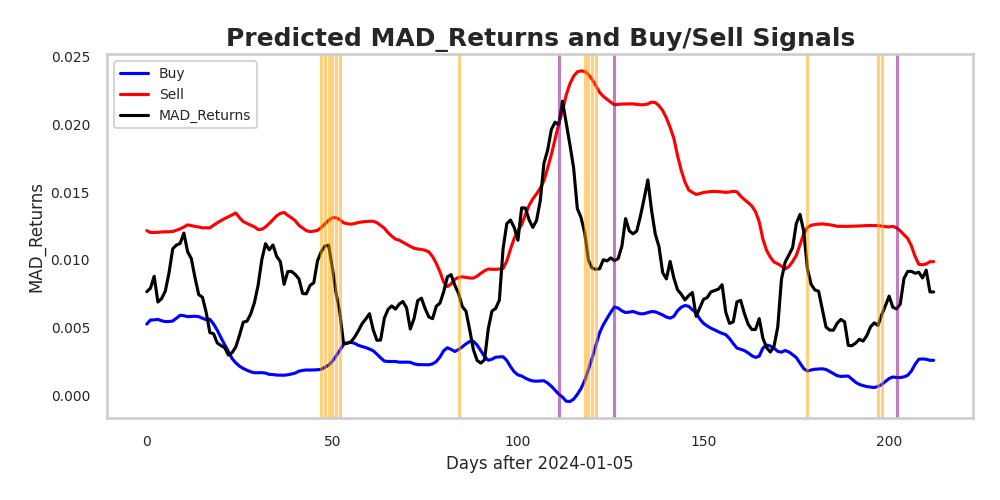 Predicted MAD_Returns and Buy/Sell Signals
Buy
Sell
MAD_Returns
MAD_Returns
0.025
0.020
0.015
0.010
0.005
0.000
0
50
100
150
200
Days after 2024-01-05